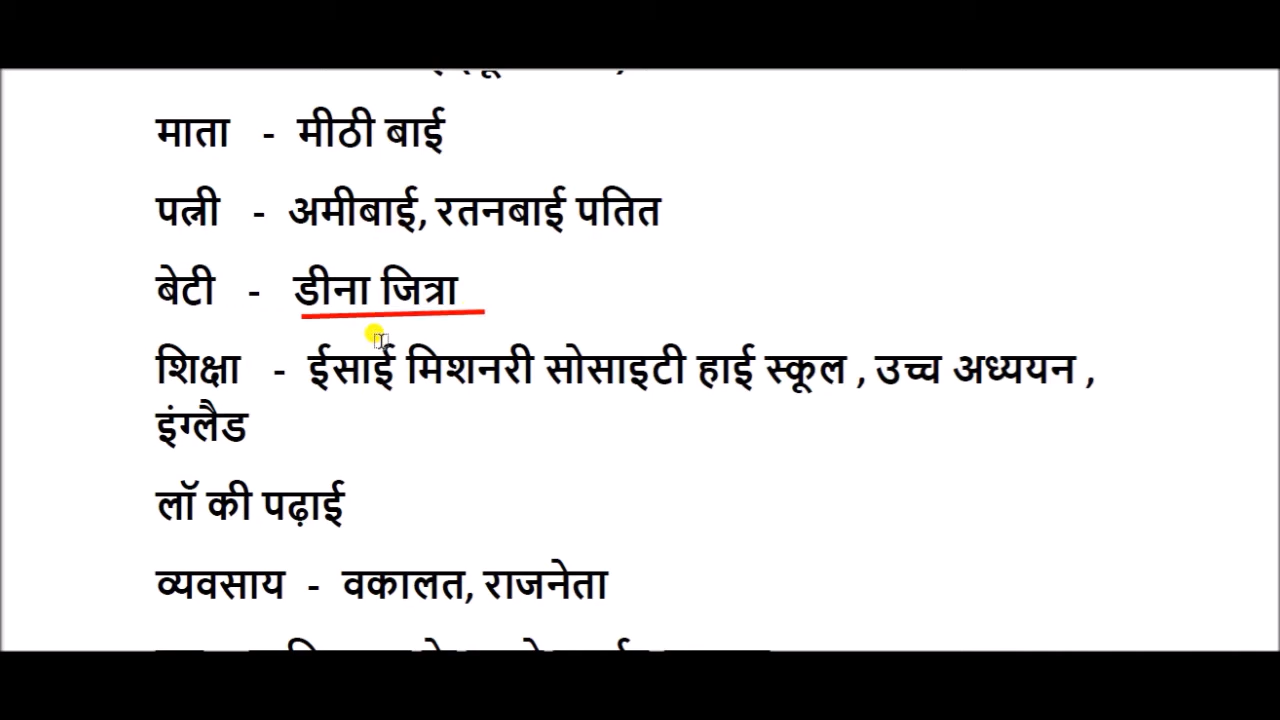 माता - मीठी बाई
पत्नी - अमीबाई, रतनबाई पतित
बेटी - डीना जित्रा
शिक्षा - ईसाई मिशनरी सोसाइटी हाई स्कूल , उच्च अध्ययन ,
इंग्लैड
लॉ की पढ़ाई
व्यवसाय - वकालत, राजनेता